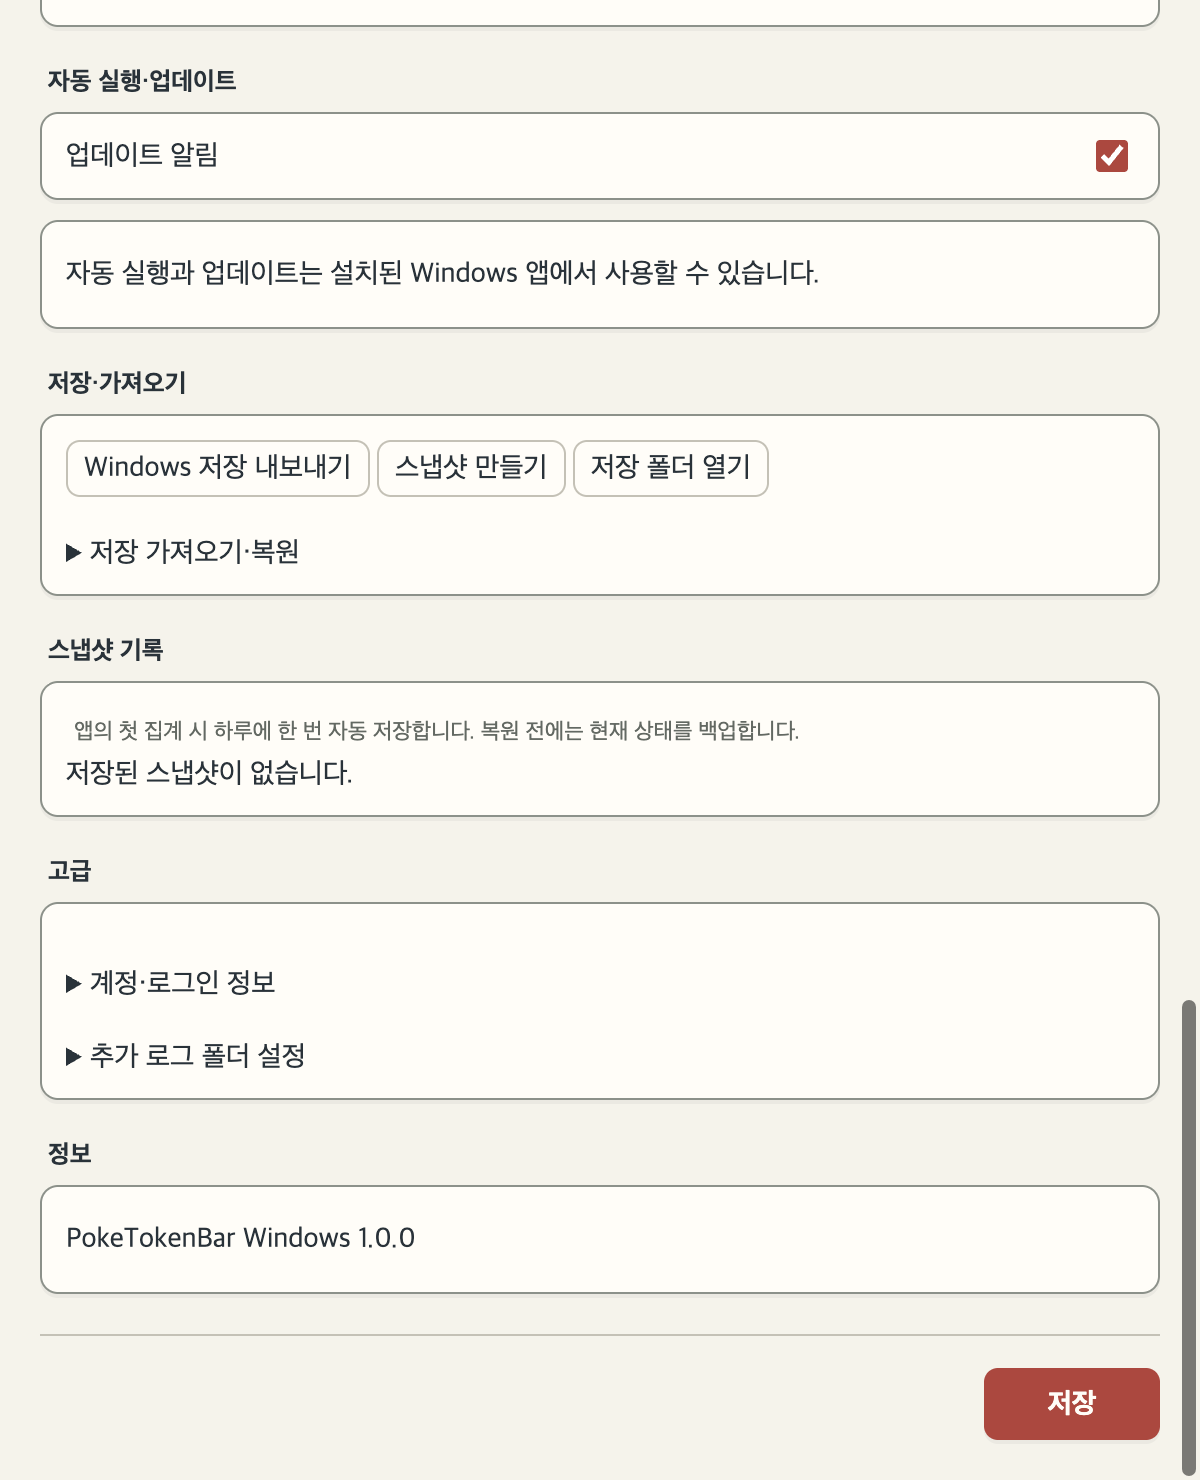 자동 실행·업데이트
업데이트 알림
자동 실행과 업데이트는 설치된 Windows 앱에서 사용할 수 있습니다.
저장·가져오기
Windows 저장 내보내기
스냅샷 만들기
저장 폴더 열기
▶ 저장 가져오기·복원
스냅샷 기록
앱의 첫 집계 시 하루에 한 번 자동 저장합니다. 복원 전에는 현재 상태를 백업합니다.
저장된 스냅샷이 없습니다.
고급
▶ 계정·로그인 정보
▶ 추가 로그 폴더 설정
정보
PokeTokenBar Windows 1.0.0
저장